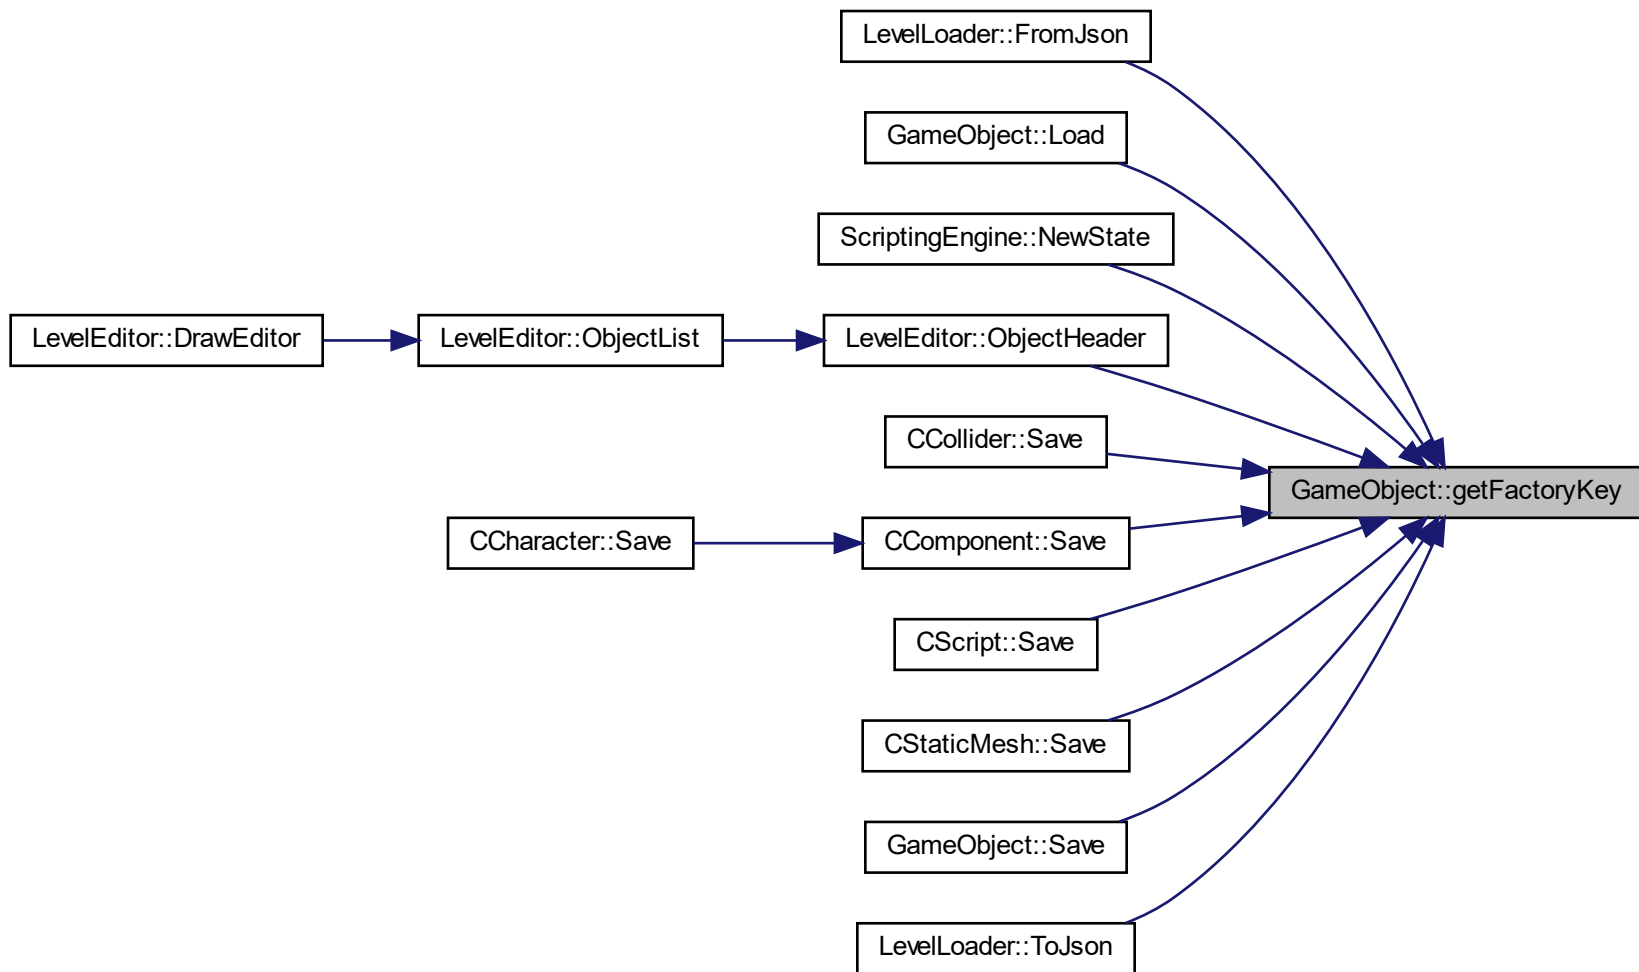 LevelLoader::FromJson
GameObject::Load
ScriptingEngine::NewState
LevelEditor::DrawEditor
LevelEditor::ObjectList
LevelEditor::ObjectHeader
CCollider::Save
GameObject::getFactoryKey
CCharacter::Save
CComponent::Save
CScript::Save
CStaticMesh::Save
GameObject::Save
LevelLoader::ToJson